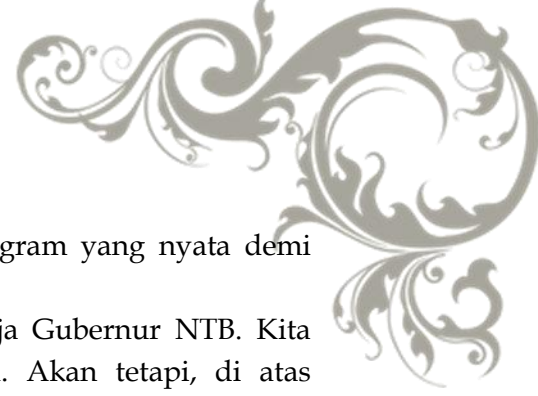 gram yang nyata demi
ja Gubernur NTB. Kita
. Akan tetapi, di atas